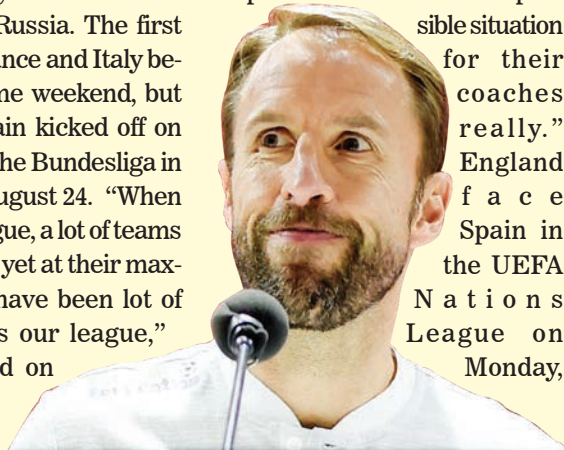 Russia. The first
ance and Italy be-
me weekend, but
ain kicked off on
he Bundesliga in
ugust 24. “When
gue, a lot of teams
yet at their max-
have been lot of
s our league,”
d on
sible situation
for their
coaches
really.”
England
face
Spain in
the UEFA
Nations
League on
Monday,